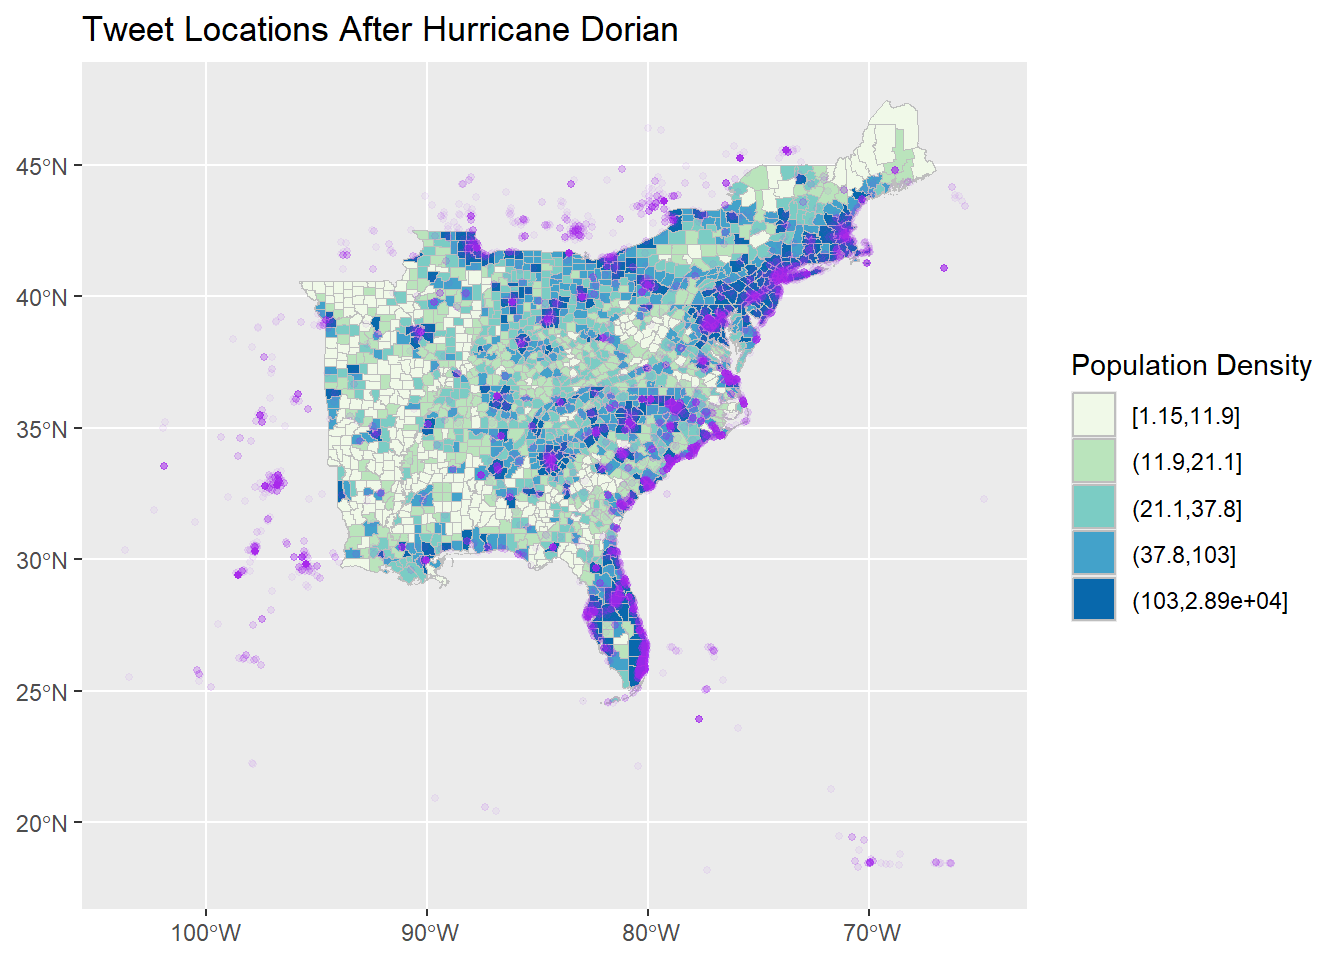 Tweet Locations After Hurricane Dorian
45°N
40°N
35°N
30°N
25°N
20°N
100°W
90°W
80°W
70°W
Population Density
[1.15,11.9]
(11.9,21.1]
(21.1,37.8]
(37.8,103]
(103,2.89e+04]